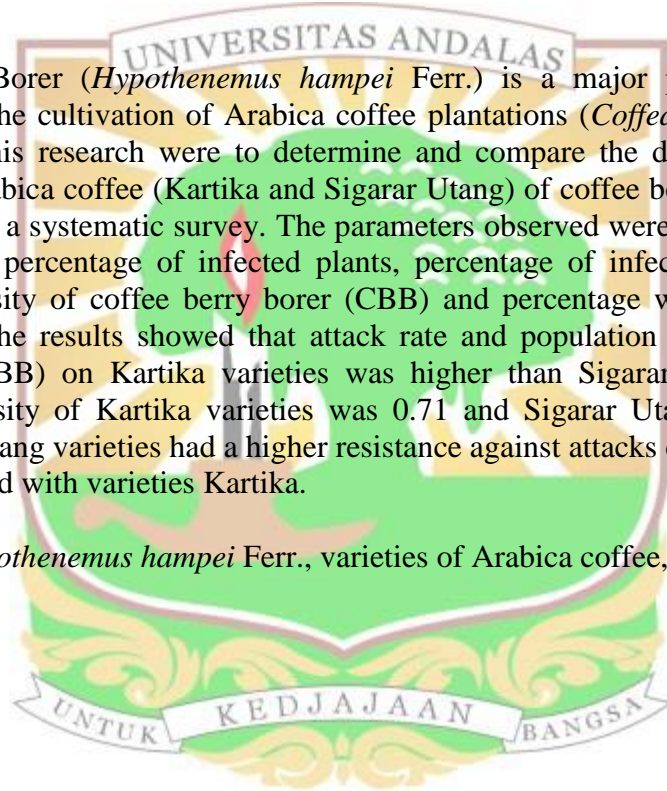 UNIVERSITAS ANDALAS
Borer (Hypothenemus hampei Ferr.) is a major p
he cultivation of Arabica coffee plantations (Coffea
his research were to determine and compare the d
abica coffee (Kartika and Sigarar Utang) of coffee be
a systematic survey. The parameters observed were
percentage of infected plants, percentage of infec
sity of coffee berry borer (CBB) and percentage w
he results showed that attack rate and population
BB) on Kartika varieties was higher than Sigarar
sity of Kartika varieties was 0.71 and Sigarar Uta
ang varieties had a higher resistance against attacks
d with varieties Kartika.
pothenemus hampei Ferr., varieties of Arabica coffee,
UNTUK KEDJAJAAN BANGSA